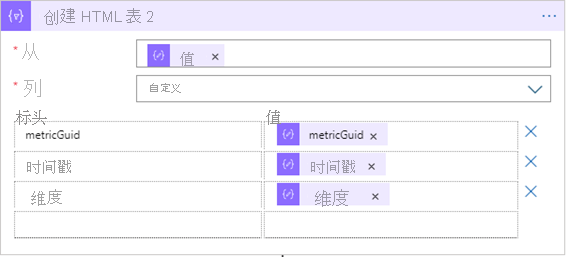 创建 HTML 表 2
* 从 值
* 列 自定义
标头 值
metricGuid metricGuid
时间戳 时间戳
维度 维度